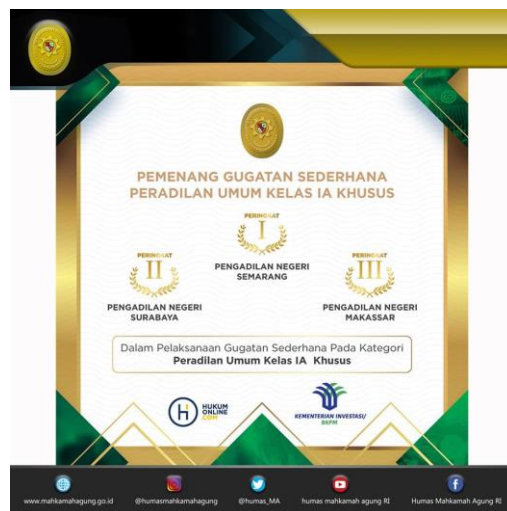 PEMENANG GUGATAN SEDERHANA
PERADILAN UMUM KELAS IA KHUSUS
PERINGKAT
I
PENGADILAN NEGERI
SEMARANG
PERINGKAT
II
PENGADILAN NEGERI
SURABAYA
PERINGKAT
III
PENGADILAN NEGERI
MAKASSAR
Dalam Pelaksanaan Gugatan Sederhana Pada Kategori
Peradilan Umum Kelas IA Khusus
HUKUM
ONLINE
.COM
KEMENTERIAN INVESTASI/
BKPM
www.mahkamahagung.go.id
@humasmahkamahagung
@humas_MA
humas mahkamah agung RI
Humas Mahkamah Agung RI